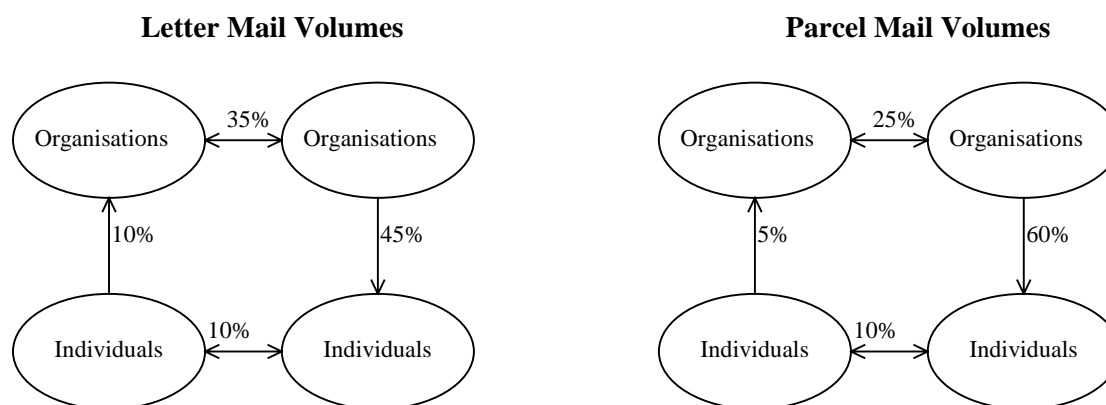 Letter Mail Volumes
Organisations
35%
Organisations
10%
45%
Individuals
10%
Individuals
Parcel Mail Volumes
Organisations
25%
Organisations
5%
60%
Individuals
10%
Individuals